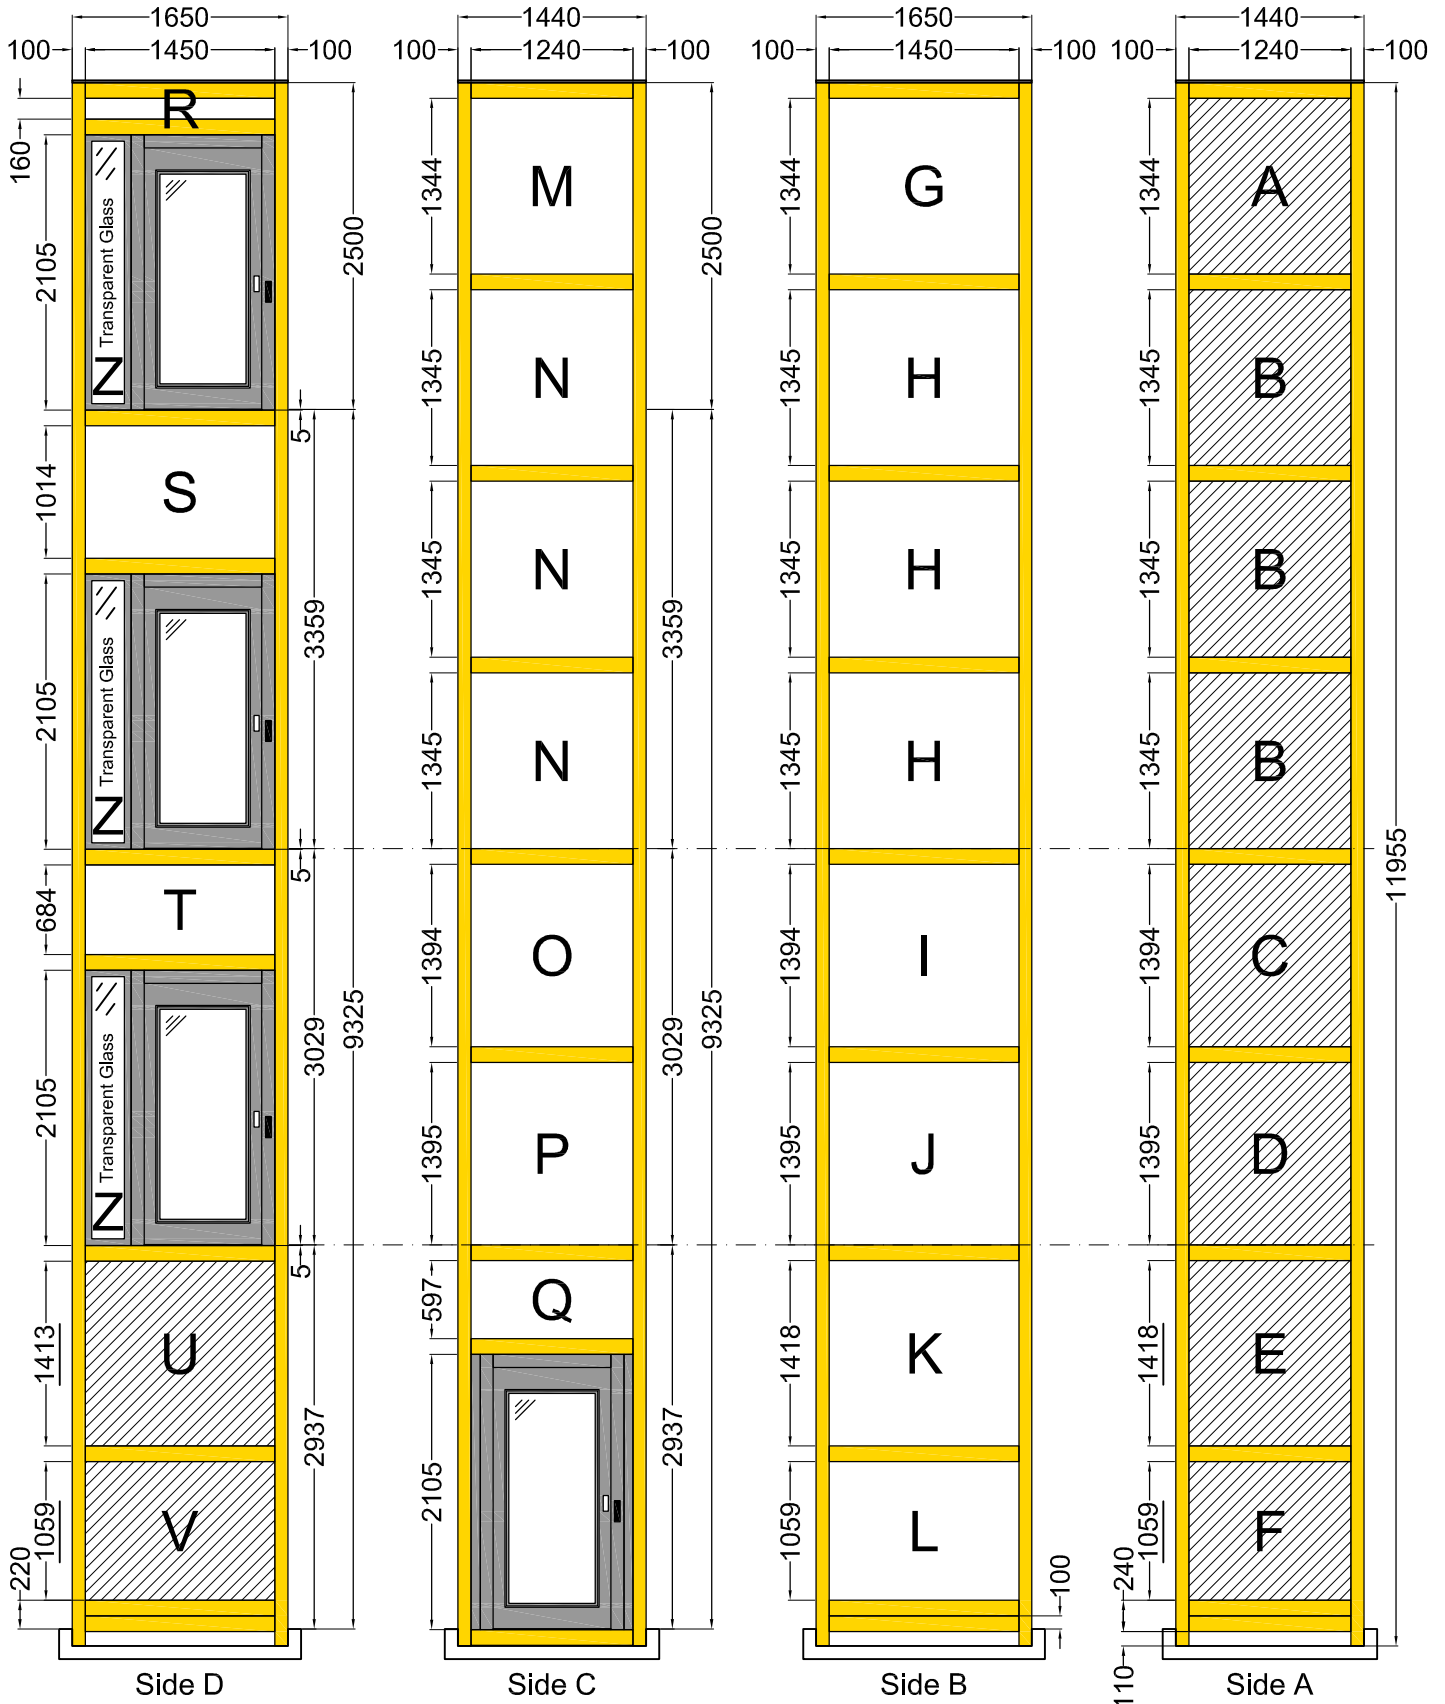 1650
1440
1650
1440
100
1450
100
100
1240
100
100
1450
100
100
1240
100
R
160
2105
Transparent Glass
Z
2500
5
1014
S
3359
2105
Transparent Glass
Z
5
684
T
3029
9325
2105
Transparent Glass
Z
5
1413
U
2937
1059
V
220
Side D
1344
M
2500
1345
N
1345
N
3359
1345
N
1394
O
3029
9325
1395
P
597
Q
2937
2105
Side C
1344
G
1345
H
1345
H
1345
H
1394
I
1395
J
1418
K
1059
L
100
Side B
1344
A
1345
B
1345
B
1345
B
11955
1394
C
1395
D
1418
E
1059
F
240
110
Side A